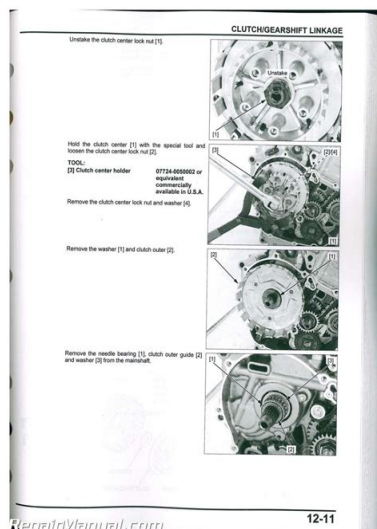 CLUTCH/GEARSHIFT LINKAGE
Unstake the clutch center lock nut [1].
Unstake
[1]
Hold the clutch center [1] with the special tool and
loosen the clutch center lock nut [2].
TOOL:
[3] Clutch center holder 07724-0050002 or
equivalent
commercially
available in U.S.A.
Remove the clutch center lock nut and washer [4].
[3]
[2]/[4]
[1]
Remove the washer [1] and clutch outer [2].
[2]
[1]
Remove the needle bearing [1], clutch outer guide [2]
and washer [3] from the mainshaft.
[1]
[3]
[2]
12-11
RepairManual.com